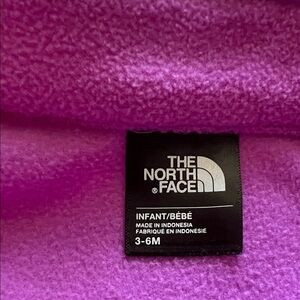 THE
NORTH
® FACE
INFANT/BÉBÉ
MADE IN INDONESIA
FABRIQUÉ EN INDONÉSIE
3-6M